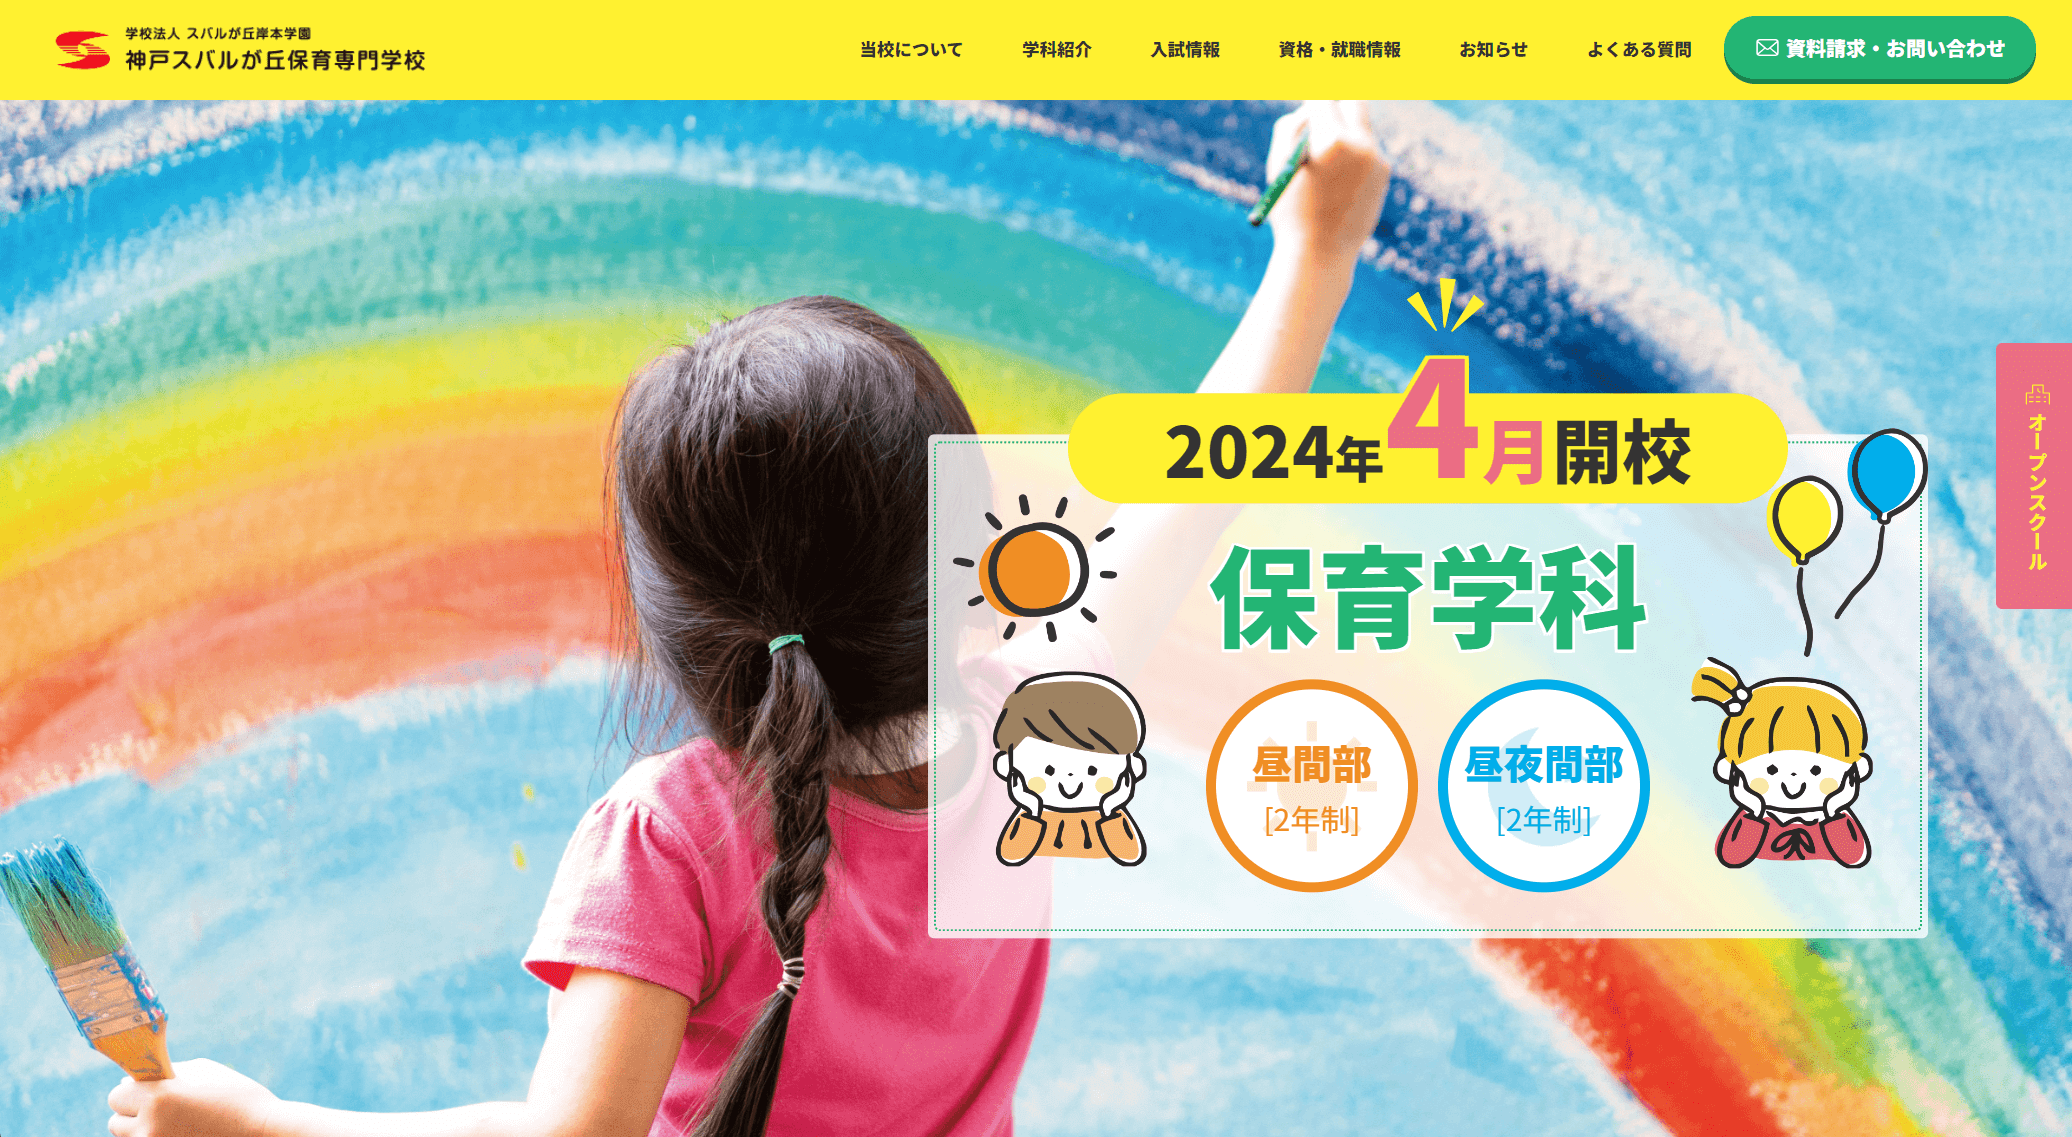 学校法人 スバルが丘岸本学園
神戸スバルが丘保育専門学校
当校について
学科紹介
入試情報
資格・就職情報
お知らせ
よくある質問
資料請求・お問い合わせ
オープンスクール
2024年4月開校
保育学科
昼間部
[2年制]
昼夜間部
[2年制]